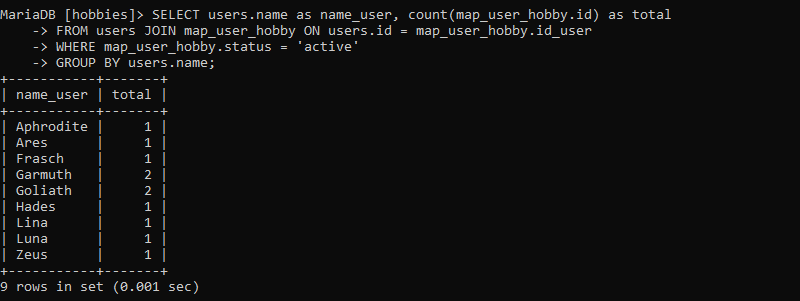 MariaDB [hobbies]> SELECT users.name as name_user, count(map_user_hobby.id) as total
    -> FROM users JOIN map_user_hobby ON users.id = map_user_hobby.id_user
    -> WHERE map_user_hobby.status = 'active'
    -> GROUP BY users.name;
+-----------+-------+
| name_user | total |
+-----------+-------+
| Aphrodite |     1 |
| Ares      |     1 |
| Frasch    |     1 |
| Garmuth   |     2 |
| Goliath   |     2 |
| Hades     |     1 |
| Lina      |     1 |
| Luna      |     1 |
| Zeus      |     1 |
+-----------+-------+
9 rows in set (0.001 sec)